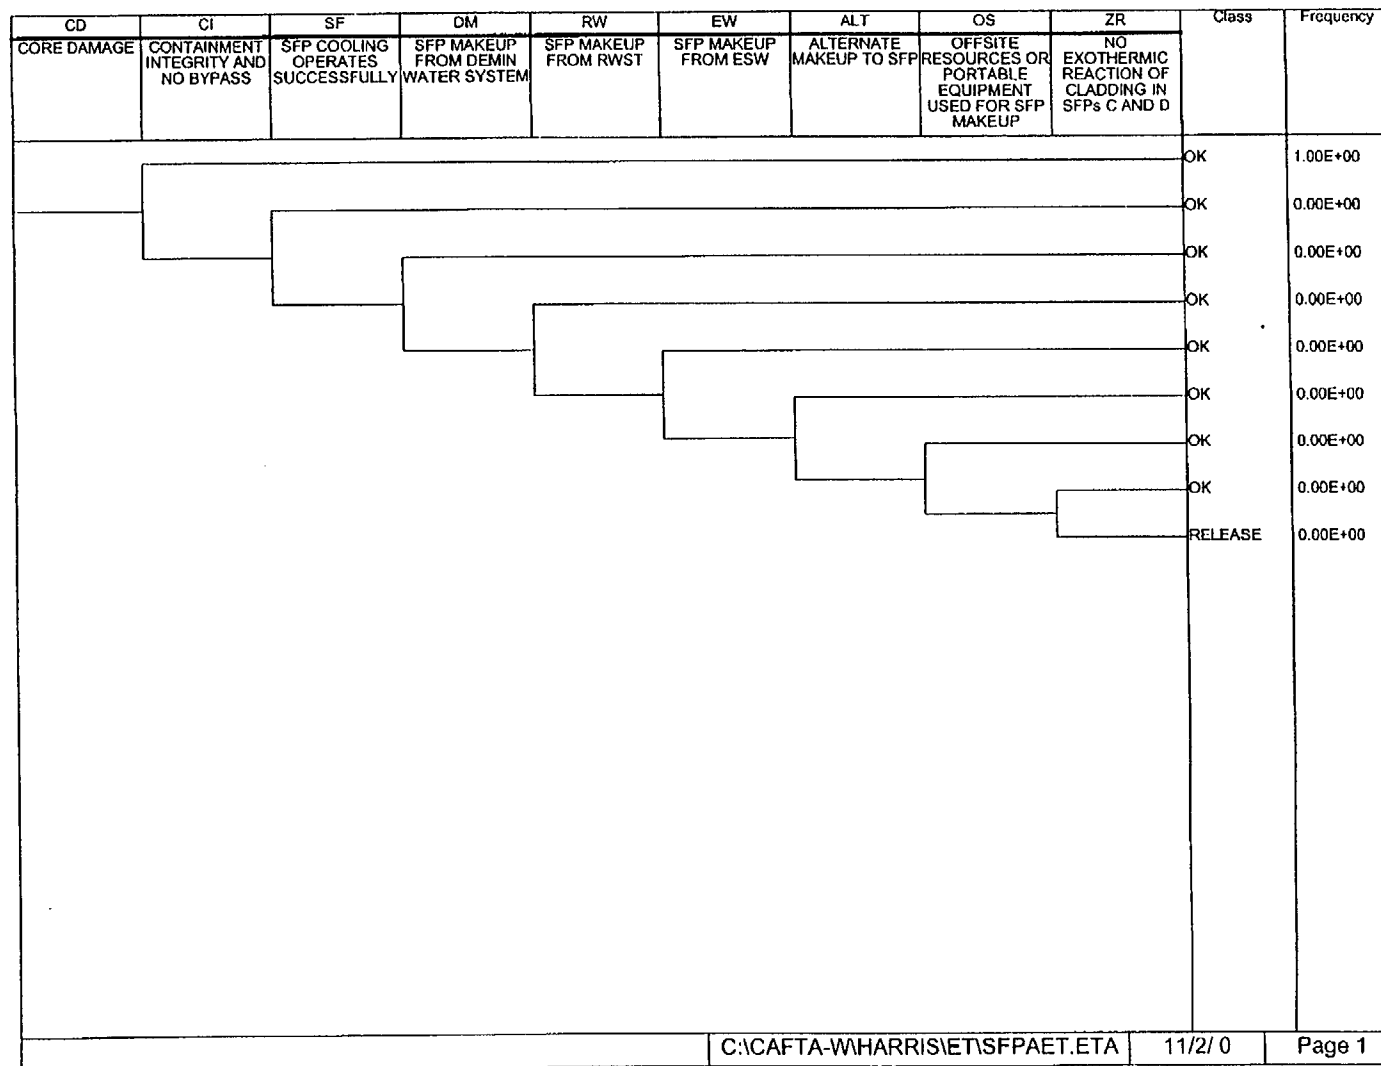 CD CI SF DM RW EW ALT OS ZR Class Frequency
CORE DAMAGE
CONTAINMENT
INTEGRITY AND
NO BYPASS
SFP COOLING
OPERATES
SUCCESSFULLY
SFP MAKEUP
FROM DEMIN
WATER SYSTEM
SFP MAKEUP
FROM RWST
SFP MAKEUP
FROM ESW
ALTERNATE
MAKEUP TO SFP
OFFSITE
RESOURCES OR
PORTABLE
EQUIPMENT
USED FOR SFP
MAKEUP
NO
EXOTHERMIC
REACTION OF
CLADDING IN
SFPs C AND D
OK 1.00E+00
OK 0.00E+00
OK 0.00E+00
OK 0.00E+00
OK 0.00E+00
OK 0.00E+00
OK 0.00E+00
OK 0.00E+00
RELEASE 0.00E+00
C:\CAFTA-W\HARRIS\ET\SFPAET.ETA 11/2/ 0 Page 1